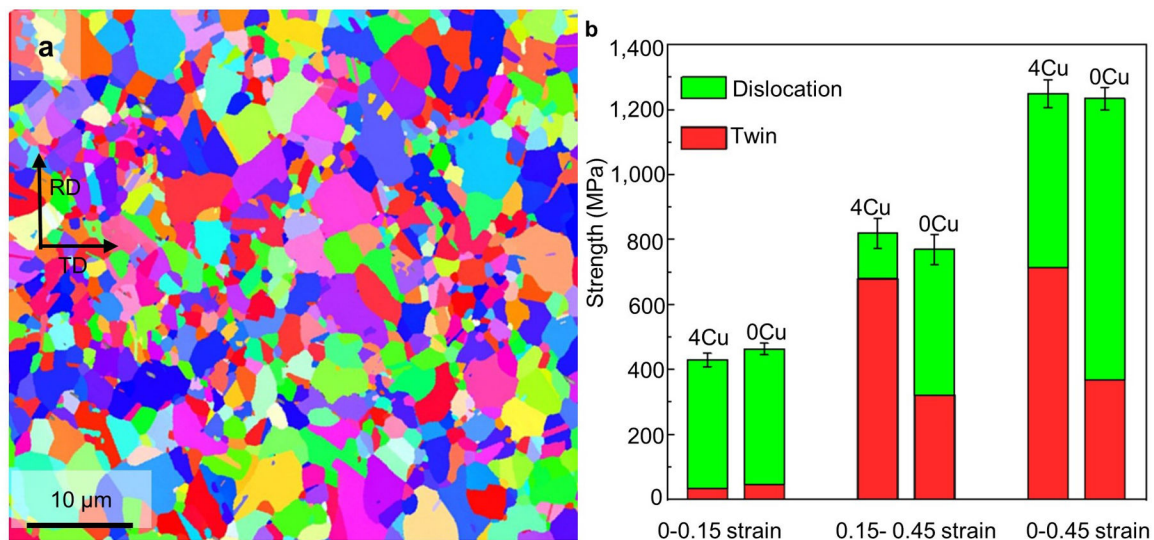 a
RD
TD
10 µm
b
Strength (MPa)
1,400
1,200
1,000
800
600
400
200
0
Dislocation
Twin
4Cu
0Cu
4Cu
0Cu
4Cu
0Cu
0-0.15 strain
0.15- 0.45 strain
0-0.45 strain